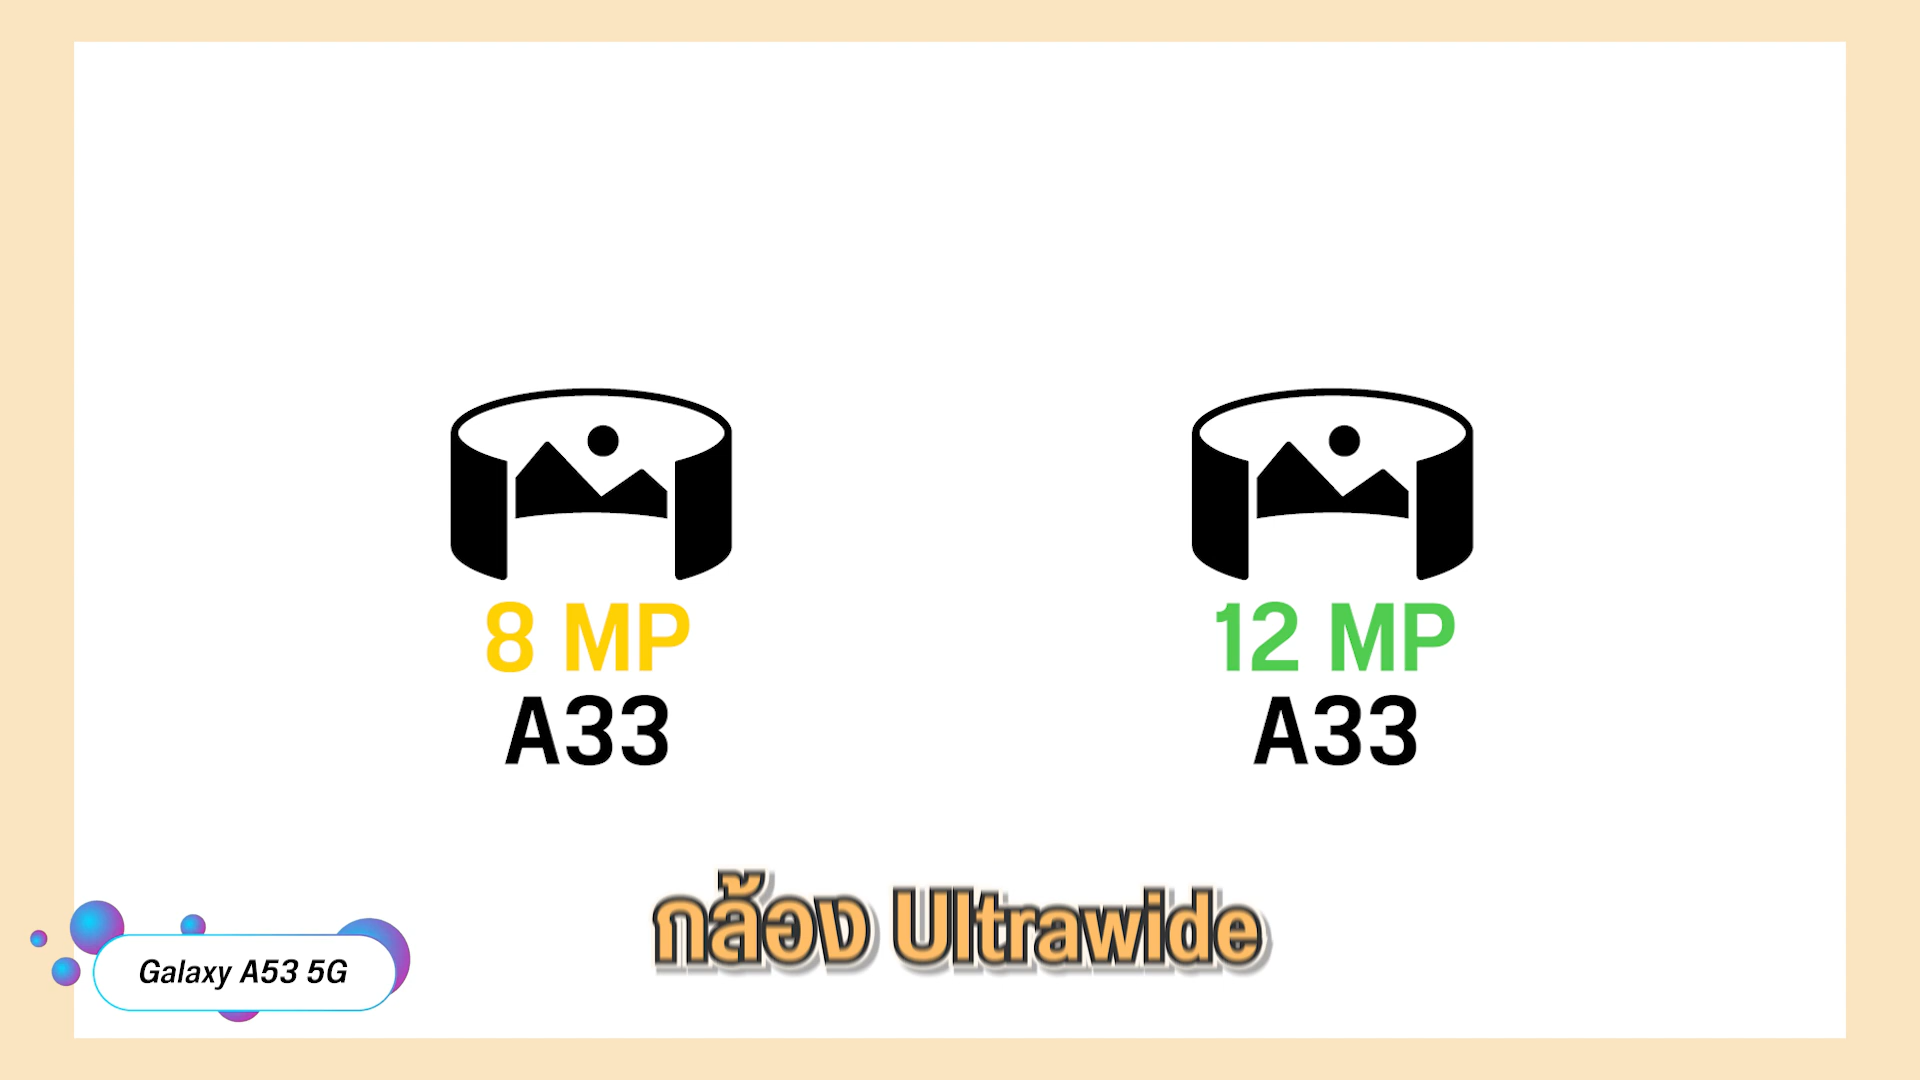 8 MP
A33
12 MP
A33
กล้อง Ultrawide
Galaxy A53 5G